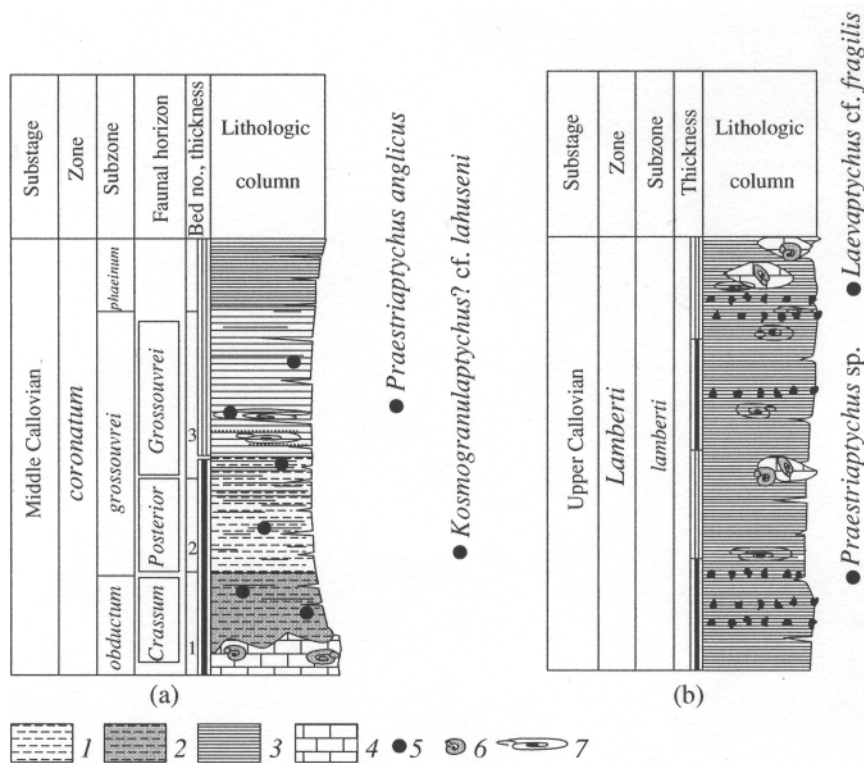 Substage
Zone
Subzone
Faunal horizon
Bed no., thickness
Lithologic
column
Middle Callovian
coronatum
phaeinum
grossouvrei
obductum
Grossouvrei
Posterior
Crassum
3
2
1
Praestriaptychus anglicus
Kosmogranulaptychus? cf. lahuseni
(a)
Substage
Zone
Subzone
Thickness
Lithologic
column
Upper Callovian
Lamberti
lamberti
Laevaptychus cf. fragilis
Praestriaptychus sp.
(b)
1 2 3 4 5 6 7